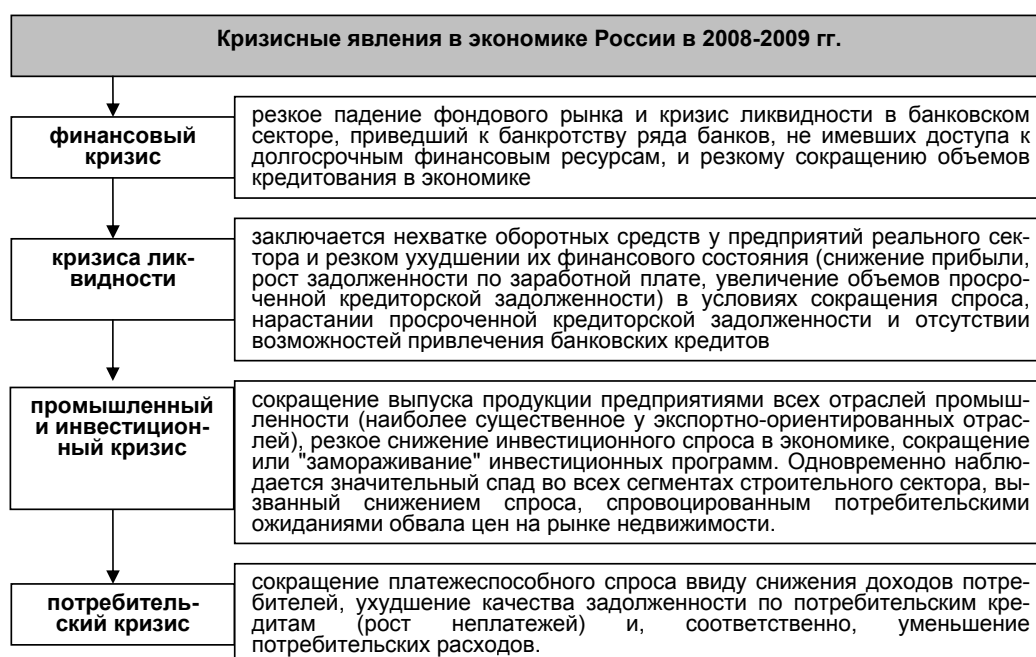 Кризисные явления в экономике России в 2008-2009 гг.
финансовый
кризис
резкое падение фондового рынка и кризис ликвидности в банковском
секторе, приведший к банкротству ряда банков, не имевших доступа к
долгосрочным финансовым ресурсам, и резкому сокращению объемов
кредитования в экономике
кризиса лик-
видности
заключается нехватке оборотных средств у предприятий реального сек-
тора и резком ухудшении их финансового состояния (снижение прибыли,
рост задолженности по заработной плате, увеличение объемов просро-
ченной кредиторской задолженности) в условиях сокращения спроса,
нарастании просроченной кредиторской задолженности и отсутствии
возможностей привлечения банковских кредитов
промышленный
и инвестицион-
ный кризис
сокращение выпуска продукции предприятиями всех отраслей промыш-
ленности (наиболее существенное у экспортно-ориентированных отрас-
лей), резкое снижение инвестиционного спроса в экономике, сокращение
или "замораживание" инвестиционных программ. Одновременно наблю-
дается значительный спад во всех сегментах строительного сектора, вы-
званный снижением спроса, спровоцированным потребительскими
ожиданиями обвала цен на рынке недвижимости.
потребитель-
ский кризис
сокращение платежеспособного спроса ввиду снижения доходов потре-
бителей, ухудшение качества задолженности по потребительским кре-
дитам (рост неплатежей) и, соответственно, уменьшение
потребительских расходов.